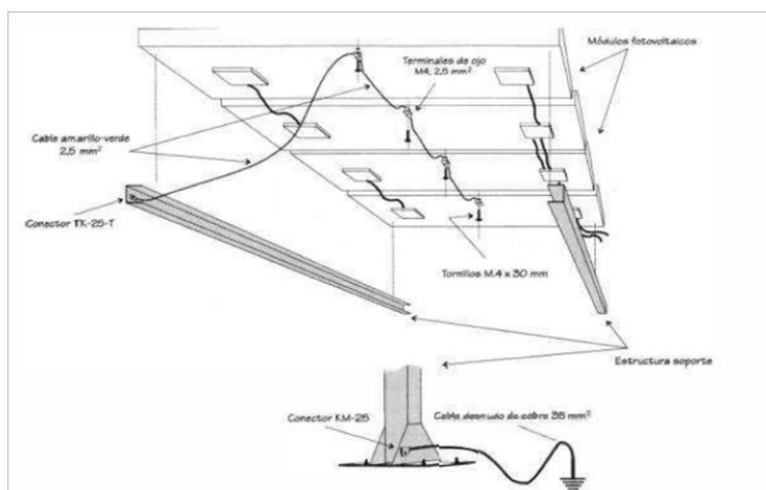 Módulos fotovoltaicos
Terminales de ojo
M4, 2,5 mm²
Cable amarillo-verde
2,5 mm²
Conector TK-25-T
Tornillos M.4 x 30 mm
Estructura soporte
Conector KM-25
Cable desnudo de cobre 35 mm²